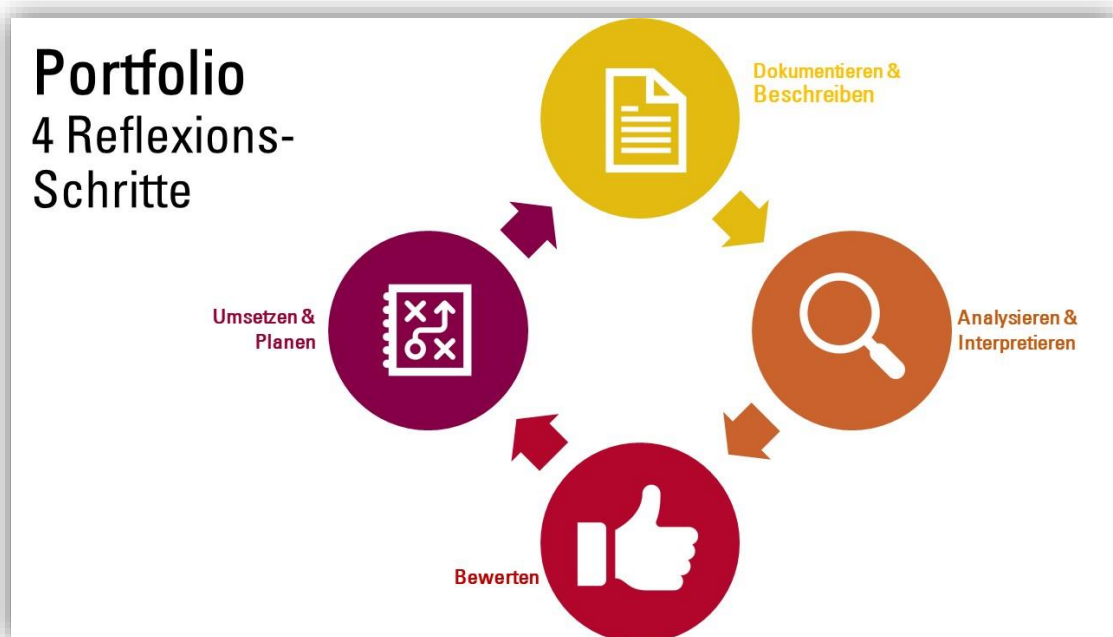 Portfolio
4 Reflexions-
Schritte
Dokumentieren &
Beschreiben
Analysieren &
Interpretieren
Bewerten
Umsetzen &
Planen